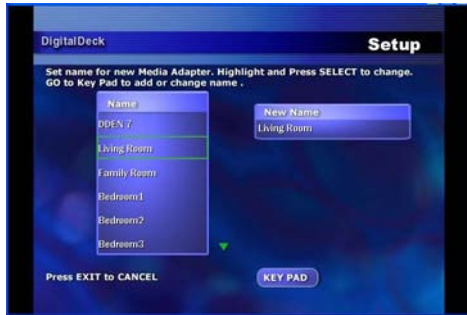 DigitalDeck
Setup
Set name for new Media Adapter. Highlight and Press SELECT to change.
GO to Key Pad to add or change name .
Name
DDEN 7
Living Room
Family Room
Bedroom1
Bedroom2
Bedroom3
New Name
Living Room
Press EXIT to CANCEL
KEY PAD